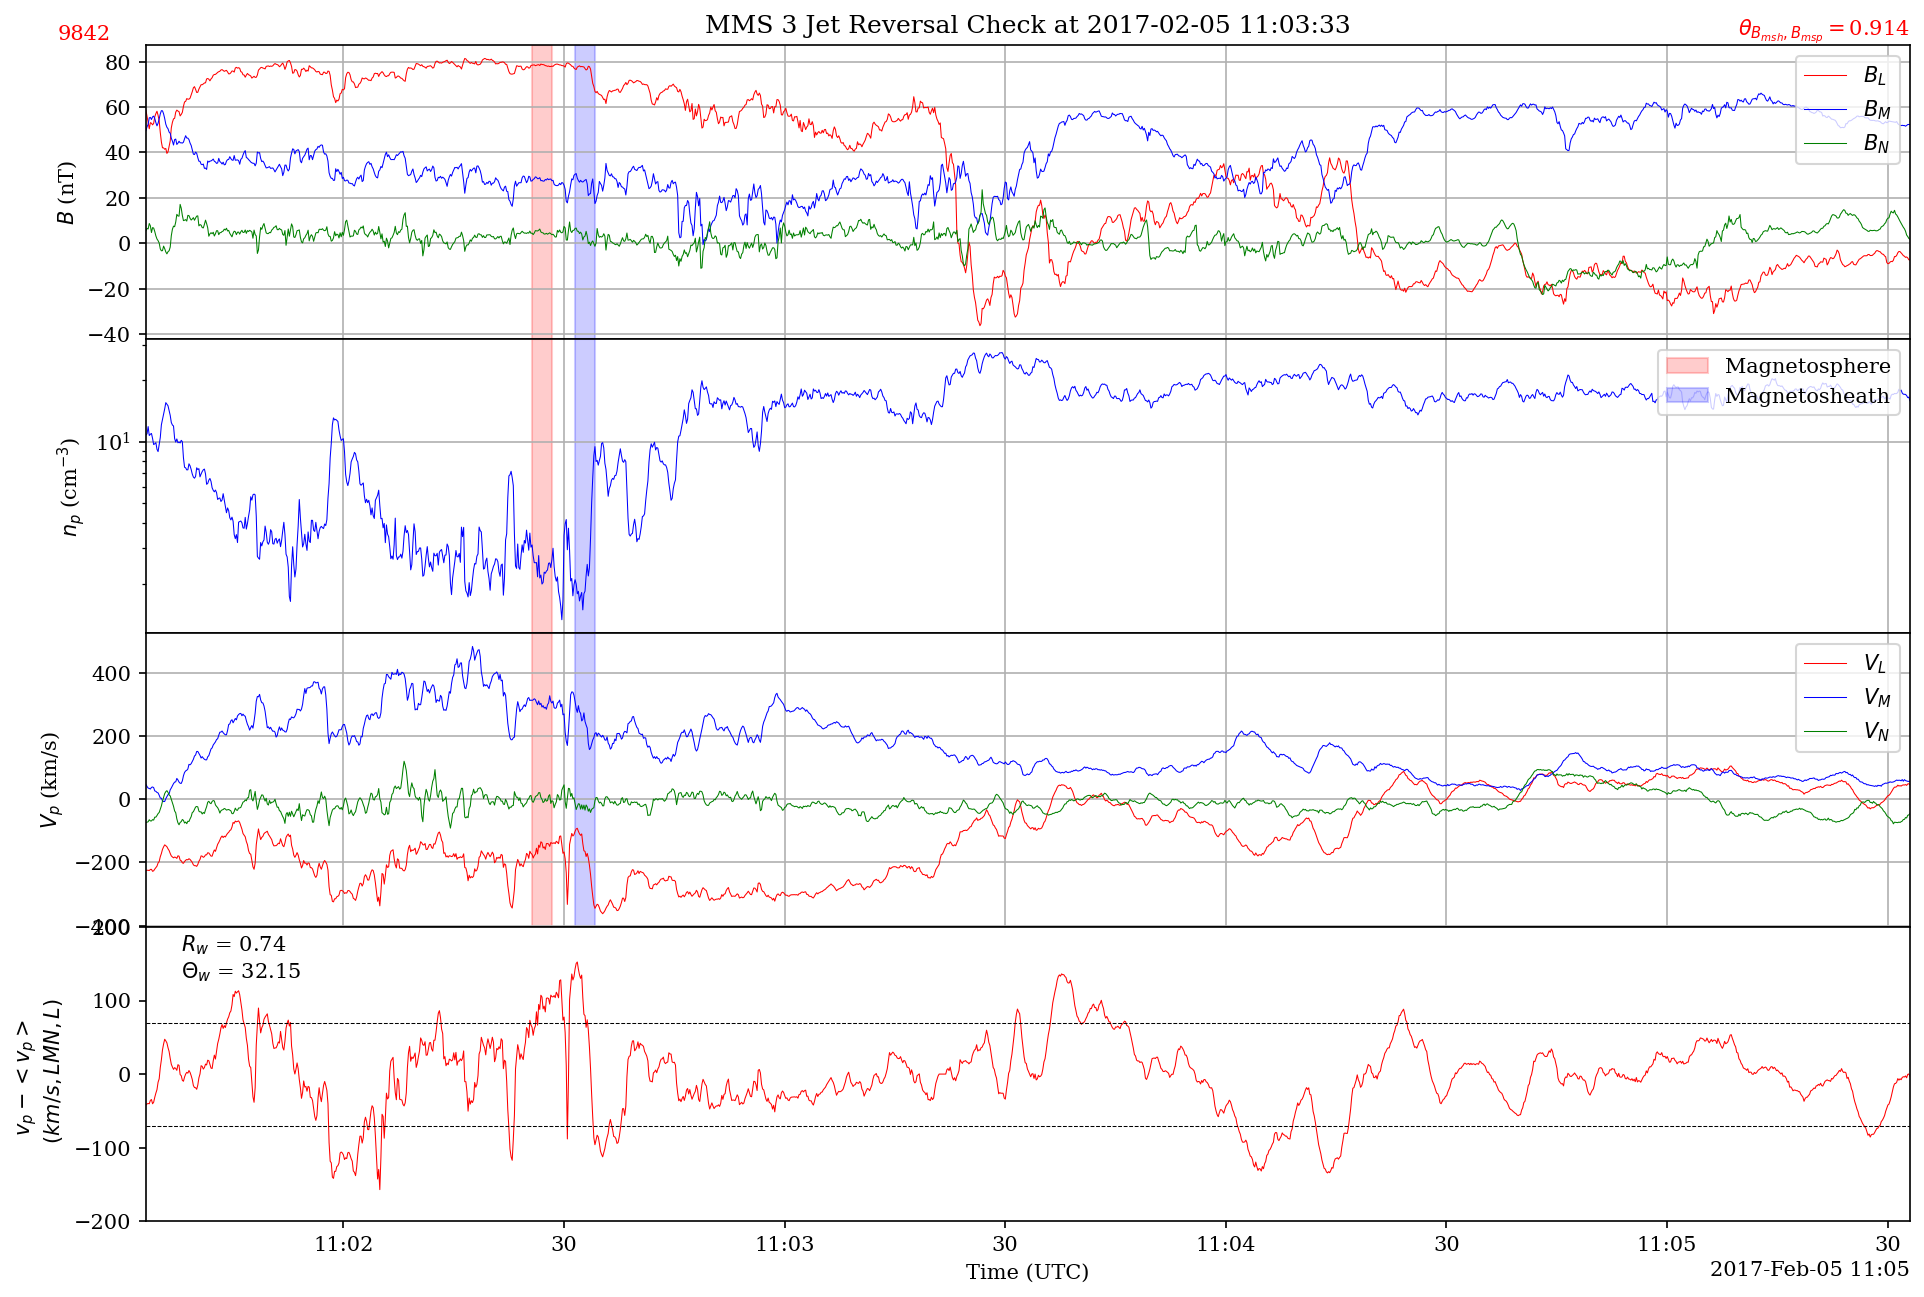 9842
MMS 3 Jet Reversal Check at 2017-02-05 11:03:33
θ_{B_{msh}, B_{msp}} = 0.914
80
60
40
20
0
−20
−40
B (nT)
B_L
B_M
B_N
10^1
n_p (cm^{−3})
Magnetosphere
Magnetosheath
400
200
0
−200
−400
V_p (km/s)
V_L
V_M
V_N
200
100
0
−100
−200
v_p − < v_p >
(km/s, LMN, L)
R_w = 0.74
Θ_w = 32.15
11:02
30
11:03
30
11:04
30
11:05
30
Time (UTC)
2017-Feb-05 11:05